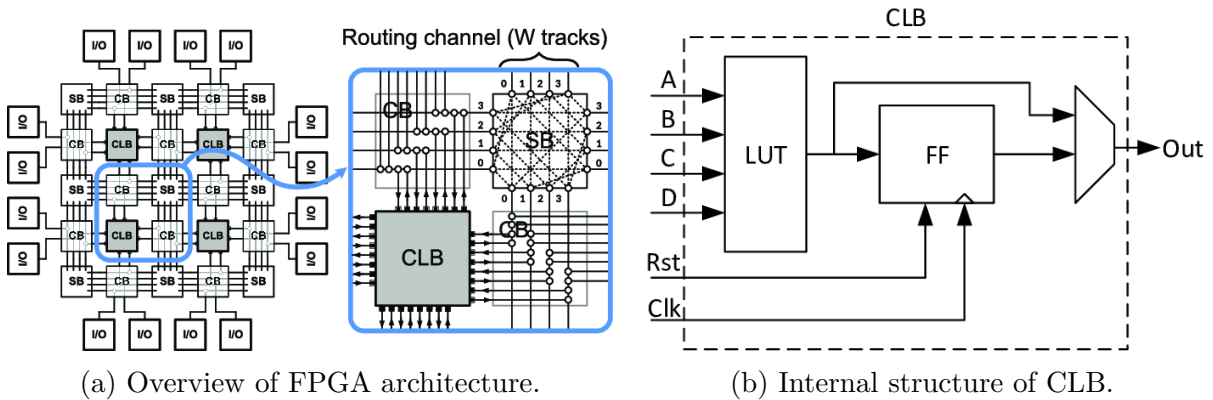 I/O I/O I/O I/O
SB CB SB CB SB
I/O CB CLB CB CLB CB I/O
I/O I/O
SB CB SB CB SB
I/O CB CLB CB CLB CB I/O
I/O I/O
SB CB SB CB SB
I/O I/O I/O I/O
Routing channel (W tracks)
0 1 2 3
CB SB
3 3
2 2
1 1
0 0
0 1 2 3
CLB CB
(a) Overview of FPGA architecture.
CLB
A
B
C
D
LUT
FF
Out
Rst
Clk
(b) Internal structure of CLB.